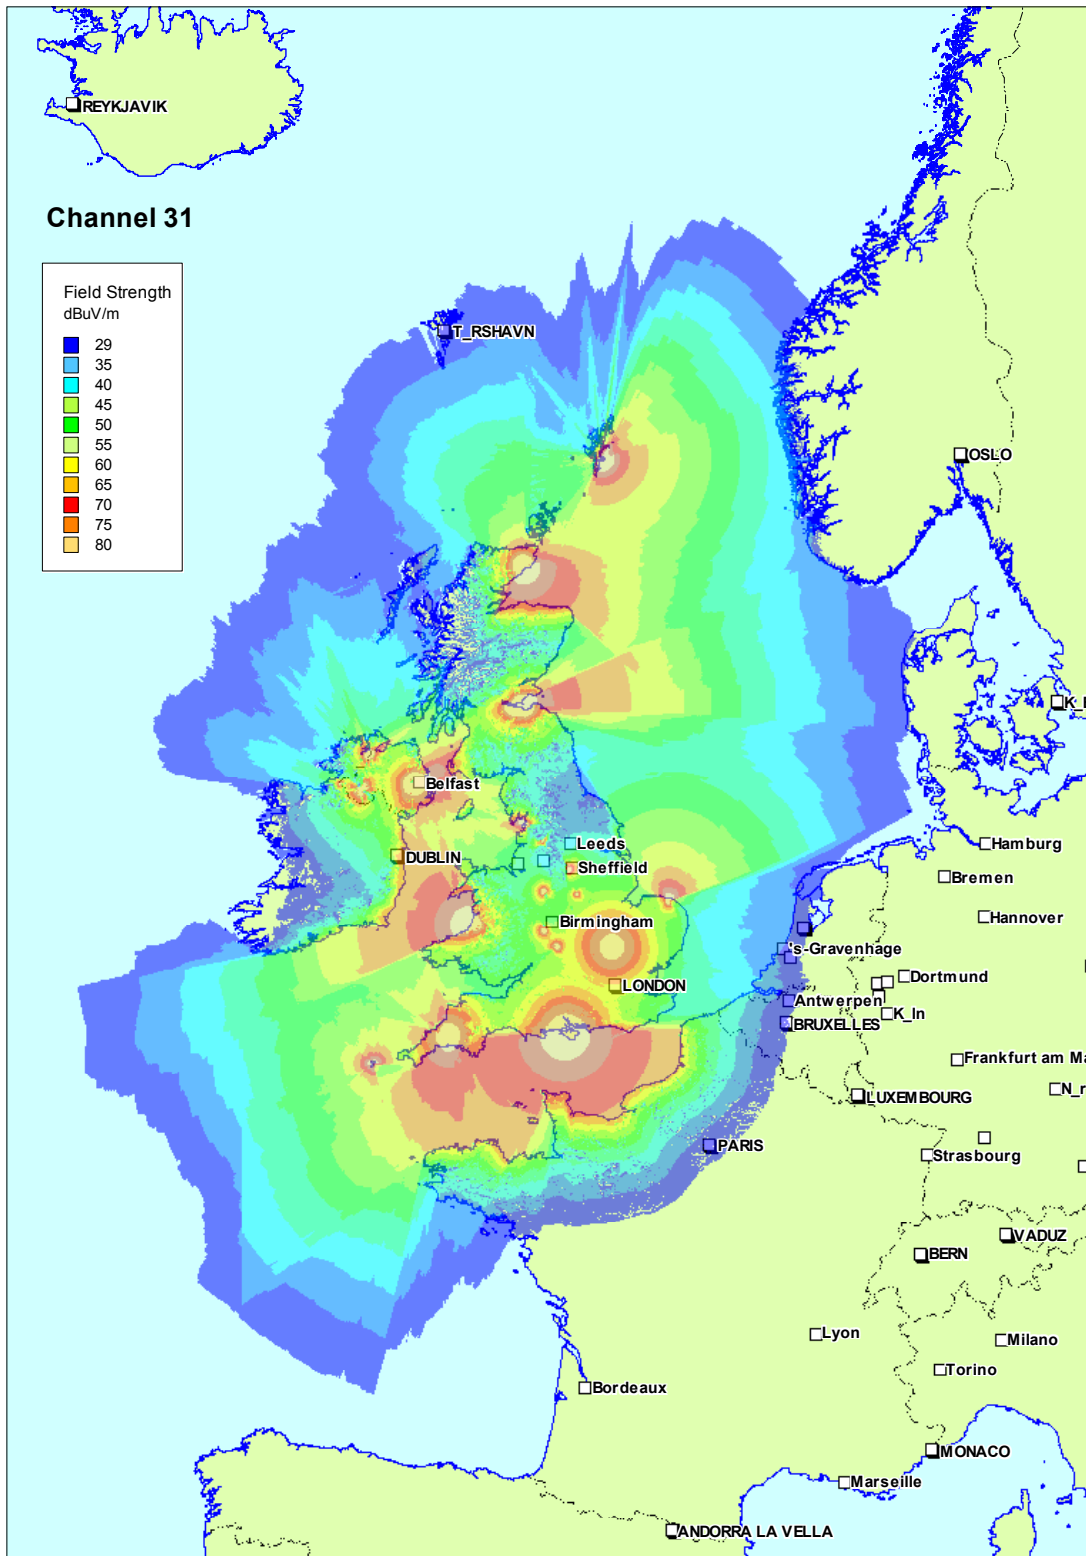 REYKJAVIK
Channel 31
Field Strength
dBuV/m
29
35
40
45
50
55
60
65
70
75
80
T_RSHAVN
OSLO
Belfast
Leeds
DUBLIN
Sheffield
Hamburg
Bremen
Birmingham
Hannover
's-Gravenhage
Dortmund
LONDON
Antwerpen
K_ln
BRUXELLES
Frankfurt am Ma
LUXEMBOURG
N_r
PARIS
Strasbourg
VADUZ
BERN
Lyon
Milano
Torino
Bordeaux
MONACO
Marseille
ANDORRA LA VELLA